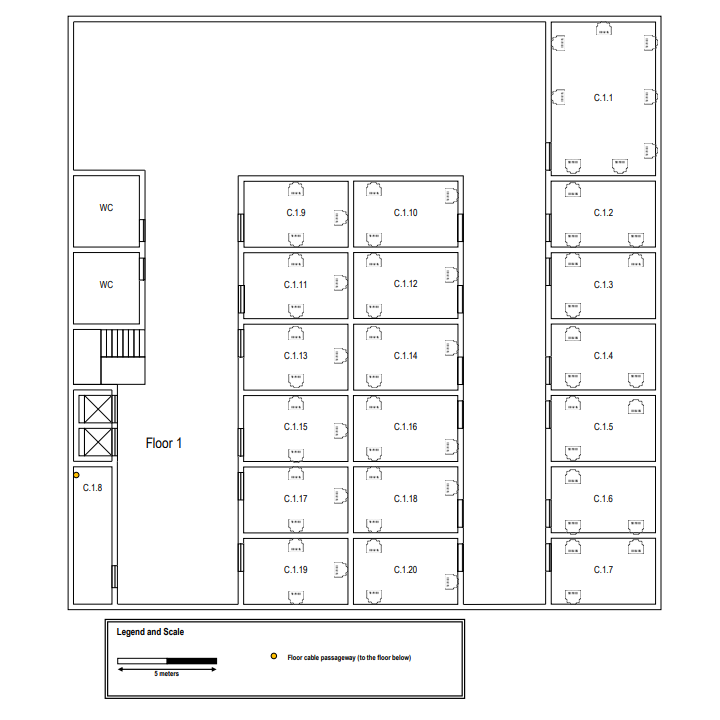 C.1.1
WC
C.1.9
C.1.10
C.1.2
WC
C.1.11
C.1.12
C.1.3
C.1.13
C.1.14
C.1.4
Floor 1
C.1.15
C.1.16
C.1.5
C.1.8
C.1.17
C.1.18
C.1.6
C.1.19
C.1.20
C.1.7
Legend and Scale
Floor cable passageway (to the floor below)
5 meters